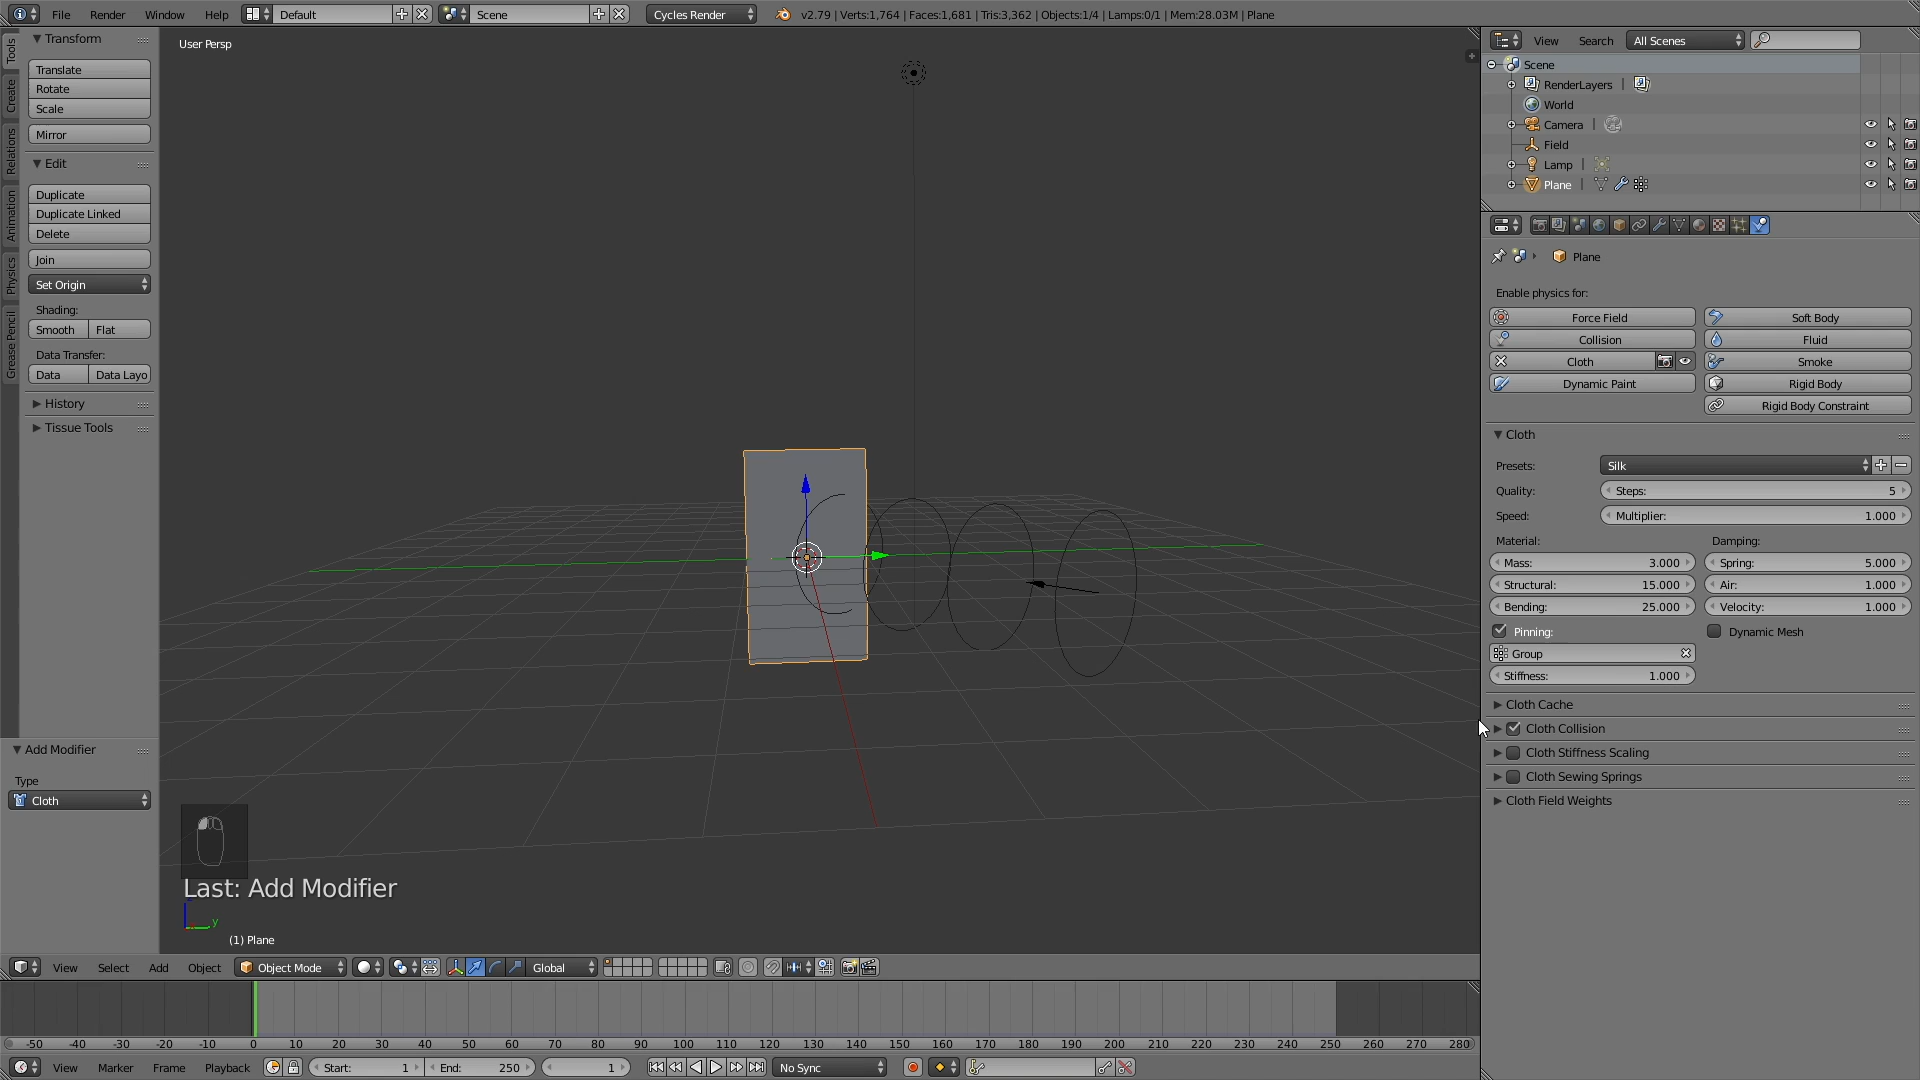 File Render Window Help Default Scene Cycles Render v2.79 | Verts:1,764 | Faces:1,681 | Tris:3,362 | Objects:1/4 | Lamps:0/1 | Mem:28.03M | Plane
Tools
Create
Relations
Animation
Physics
Grease Pencil
Transform
Translate
Rotate
Scale
Mirror
Edit
Duplicate
Duplicate Linked
Delete
Join
Set Origin
Shading:
Smooth Flat
Data Transfer:
Data Data Layo
History
Tissue Tools
Add Modifier
Type
Cloth
User Persp
Last: Add Modifier
y
(1) Plane
View Select Add Object Object Mode Global
-50 -40 -30 -20 -10 0 10 20 30 40 50 60 70 80 90 100 110 120 130 140 150 160 170 180 190 200 210 220 230 240 250 260 270 280
View Marker Frame Playback Start: 1 End: 250 1 No Sync
View Search All Scenes
Scene
RenderLayers |
World
Camera |
Field
Lamp |
Plane |
Plane
Enable physics for:
Force Field Soft Body
Collision Fluid
Cloth Smoke
Dynamic Paint Rigid Body
Rigid Body Constraint
Cloth
Presets: Silk
Quality: Steps: 5
Speed: Multiplier: 1.000
Material: Damping:
Mass: 3.000 Spring: 5.000
Structural: 15.000 Air: 1.000
Bending: 25.000 Velocity: 1.000
Pinning: Dynamic Mesh
Group
Stiffness: 1.000
Cloth Cache
Cloth Collision
Cloth Stiffness Scaling
Cloth Sewing Springs
Cloth Field Weights